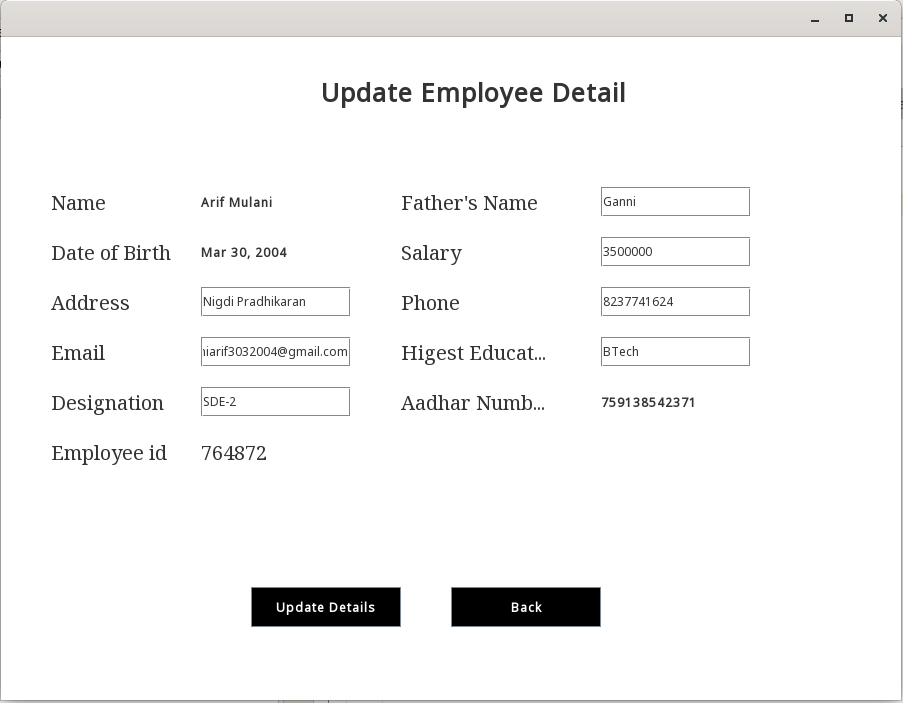 Update Employee Detail
Name Arif Mulani Father's Name Ganni
Date of Birth Mar 30, 2004 Salary 3500000
Address Nigdi Pradhikaran Phone 8237741624
Email iarif3032004@gmail.com Higest Educat... BTech
Designation SDE-2 Aadhar Numb... 759138542371
Employee id 764872
Update Details Back